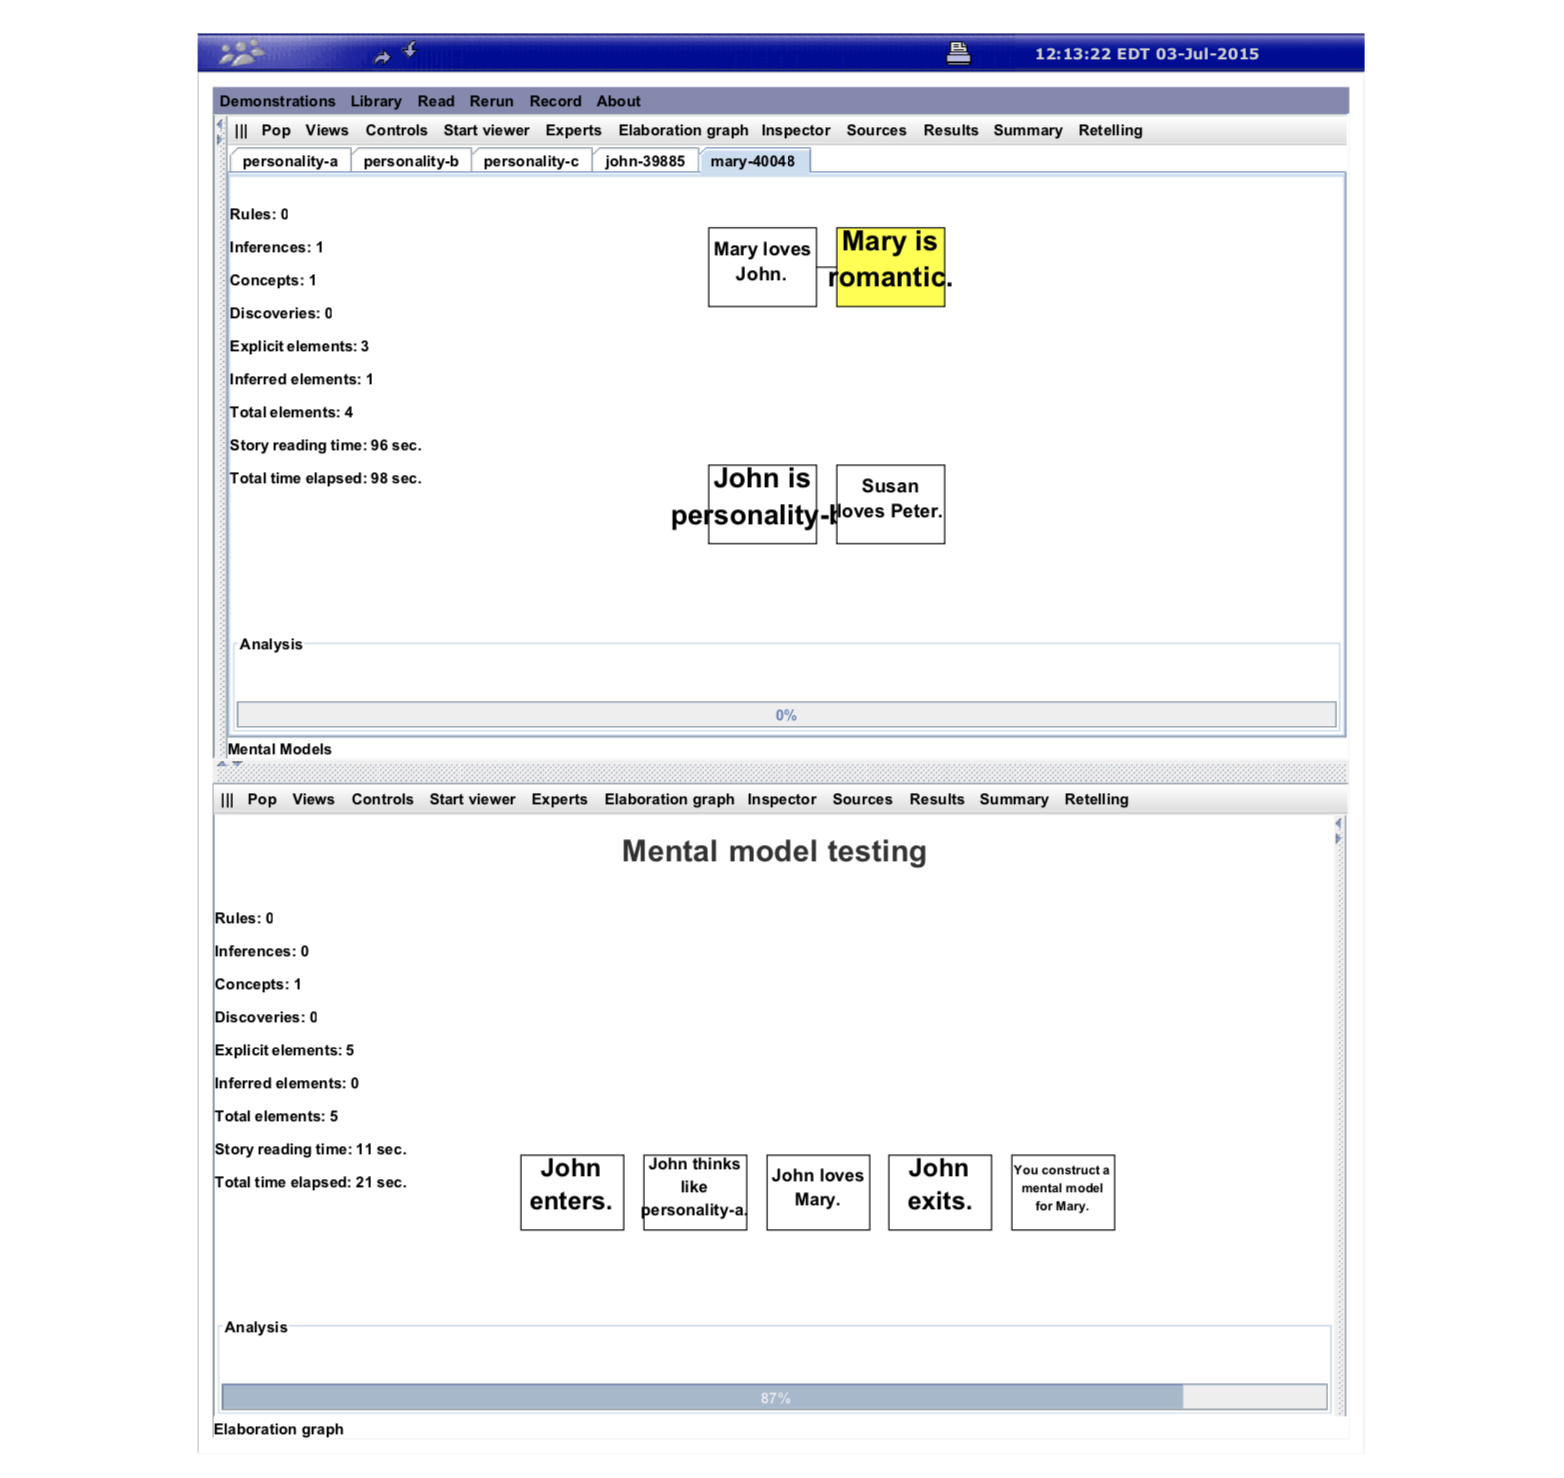 12:13:22 EDT 03-Jul-2015
Demonstrations Library Read Rerun Record About
||| Pop Views Controls Start viewer Experts Elaboration graph Inspector Sources Results Summary Retelling
personality-a personality-b personality-c john-39885 mary-40048
Rules: 0
Inferences: 1
Concepts: 1
Discoveries: 0
Explicit elements: 3
Inferred elements: 1
Total elements: 4
Story reading time: 96 sec.
Total time elapsed: 98 sec.
Mary loves
John.
Mary is
romantic.
John is
personality-b
Susan
loves Peter.
Analysis
0%
Mental Models
||| Pop Views Controls Start viewer Experts Elaboration graph Inspector Sources Results Summary Retelling
Mental model testing
Rules: 0
Inferences: 0
Concepts: 1
Discoveries: 0
Explicit elements: 5
Inferred elements: 0
Total elements: 5
Story reading time: 11 sec.
Total time elapsed: 21 sec.
John
enters.
John thinks
like
personality-a.
John loves
Mary.
John
exits.
You construct a
mental model
for Mary.
Analysis
87%
Elaboration graph